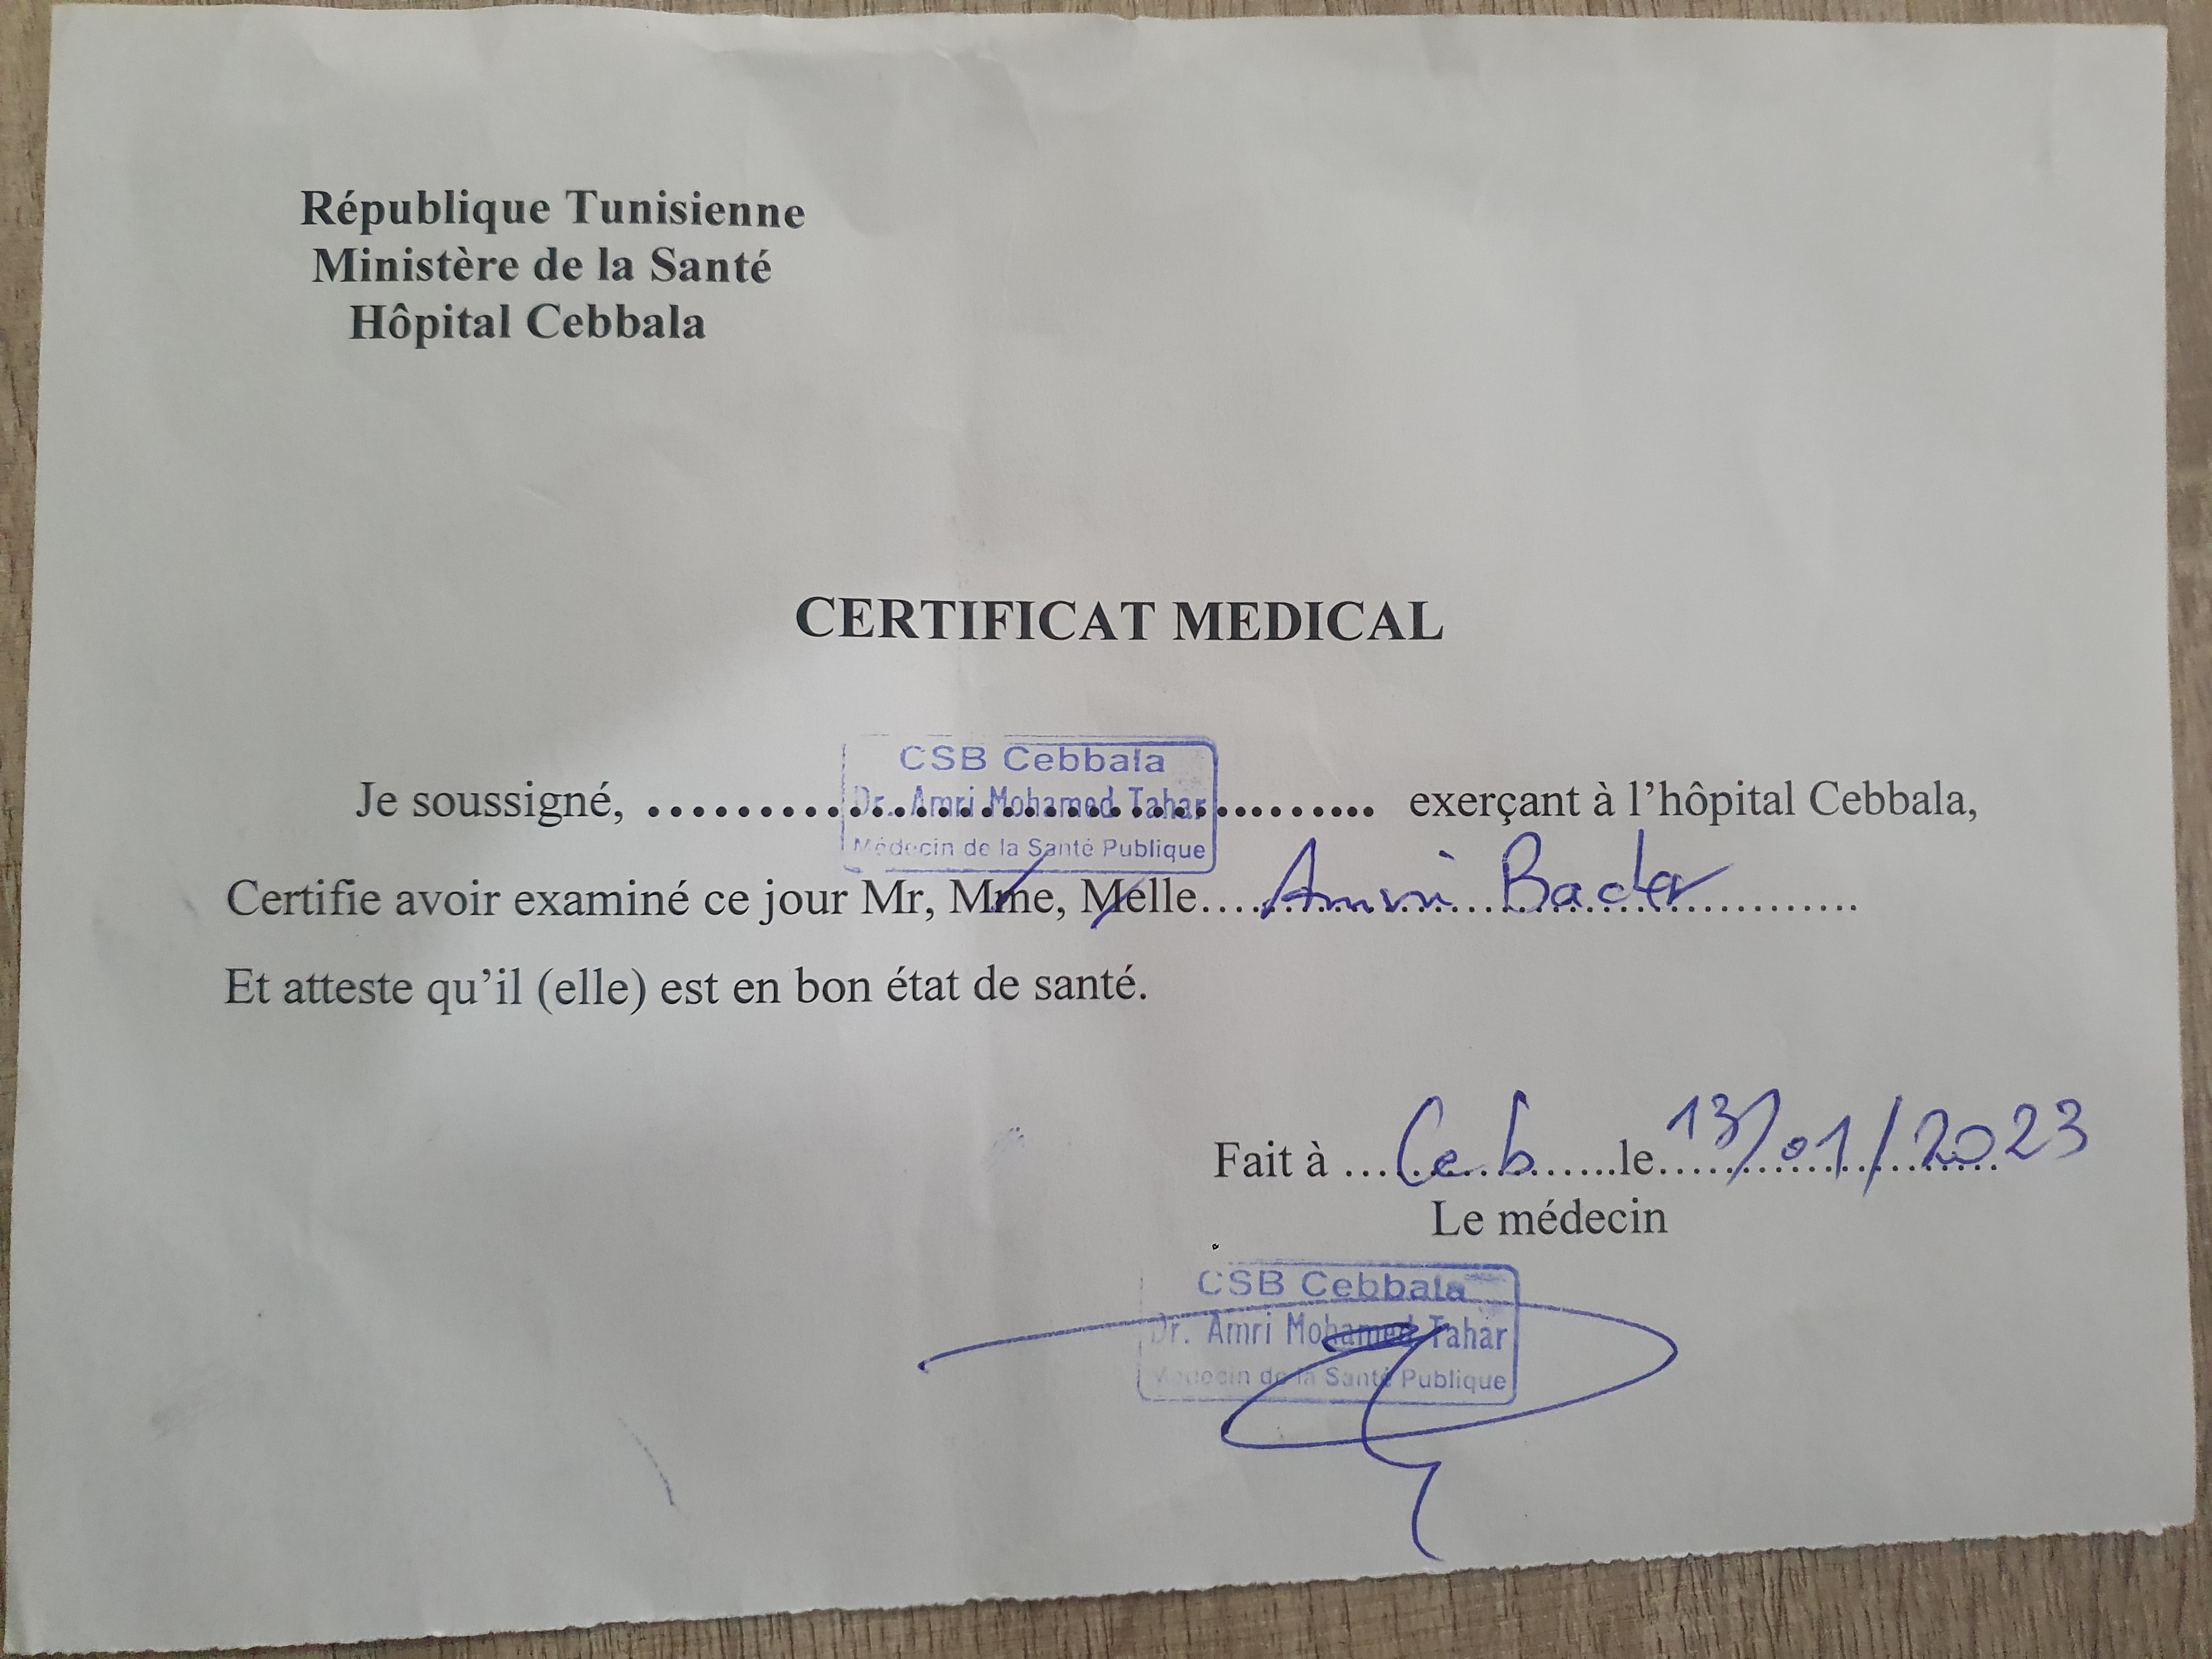 République Tunisienne
Ministère de la Santé
Hôpital Cebbala
CERTIFICAT MEDICAL
CSB Cebbala
Dr. Amri Mohamed Tahar
Médecin de la Santé Publique
Je soussigné, .................................... exerçant à l'hôpital Cebbala,
Certifie avoir examiné ce jour Mr, Mme, Melle.... Amri Bader ..........
Et atteste qu'il (elle) est en bon état de santé.
Fait à ... Ceb ......le 13/01/2023
Le médecin
CSB Cebbala
Dr. Amri Mohamed Tahar
Médecin de la Santé Publique